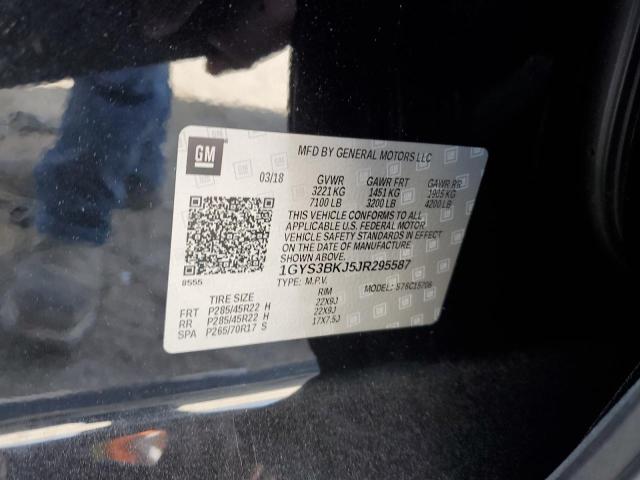 GM
MFD BY GENERAL MOTORS LLC
03/18
GVWR GAWR FRT GAWR RR
3221 KG 1451 KG 1905 KG
7100 LB 3200 LB 4200 LB
THIS VEHICLE CONFORMS TO ALL
APPLICABLE U.S. FEDERAL MOTOR
VEHICLE SAFETY STANDARDS IN EFFECT
ON THE DATE OF MANUFACTURE
SHOWN ABOVE.
1GYS3BKJ5JR295587
8555
TYPE: M.P.V. MODEL:
TIRE SIZE RIM
FRT P285/45R22 H 22X9J
RR P285/45R22 H 22X9J
SPA P265/70R17 S 17X7.5J